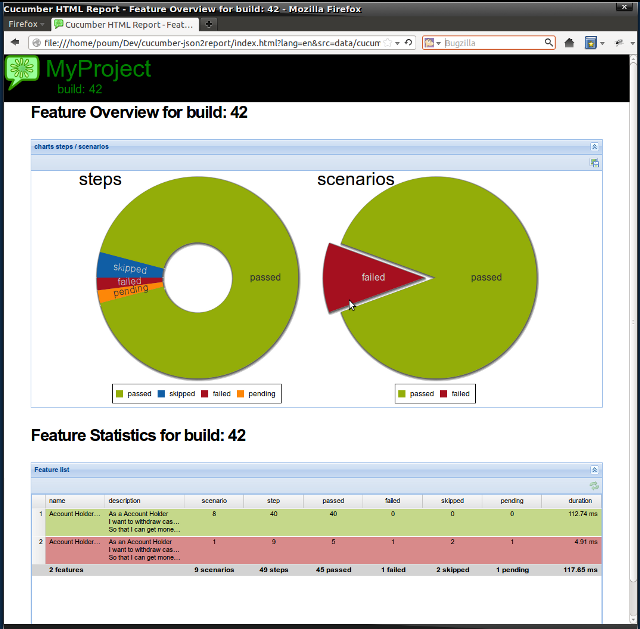 Cucumber HTML Report - Feature Overview for build: 42 - Mozilla Firefox
Firefox
Cucumber HTML Report - Feat...
file:///home/poum/Dev/cucumber-json2report/index.html?lang=en&src=data/cucum
Bugzilla
MyProject
build: 42
Feature Overview for build: 42
charts steps / scenarios
steps
scenarios
skipped
failed
pending
passed
failed
passed
passed skipped failed pending
passed failed
Feature Statistics for build: 42
Feature list
name description scenario step passed failed skipped pending duration
1 Account Holder... As a Account Holder 8 40 40 0 0 0 112.74 ms
I want to withdraw cas...
So that I can get mone...
2 Account Holder... As an Account Holder 1 9 5 1 2 1 4.91 ms
I want to withdraw cas...
So that I can get mone...
2 features 9 scenarios 49 steps 45 passed 1 failed 2 skipped 1 pending 117.65 ms